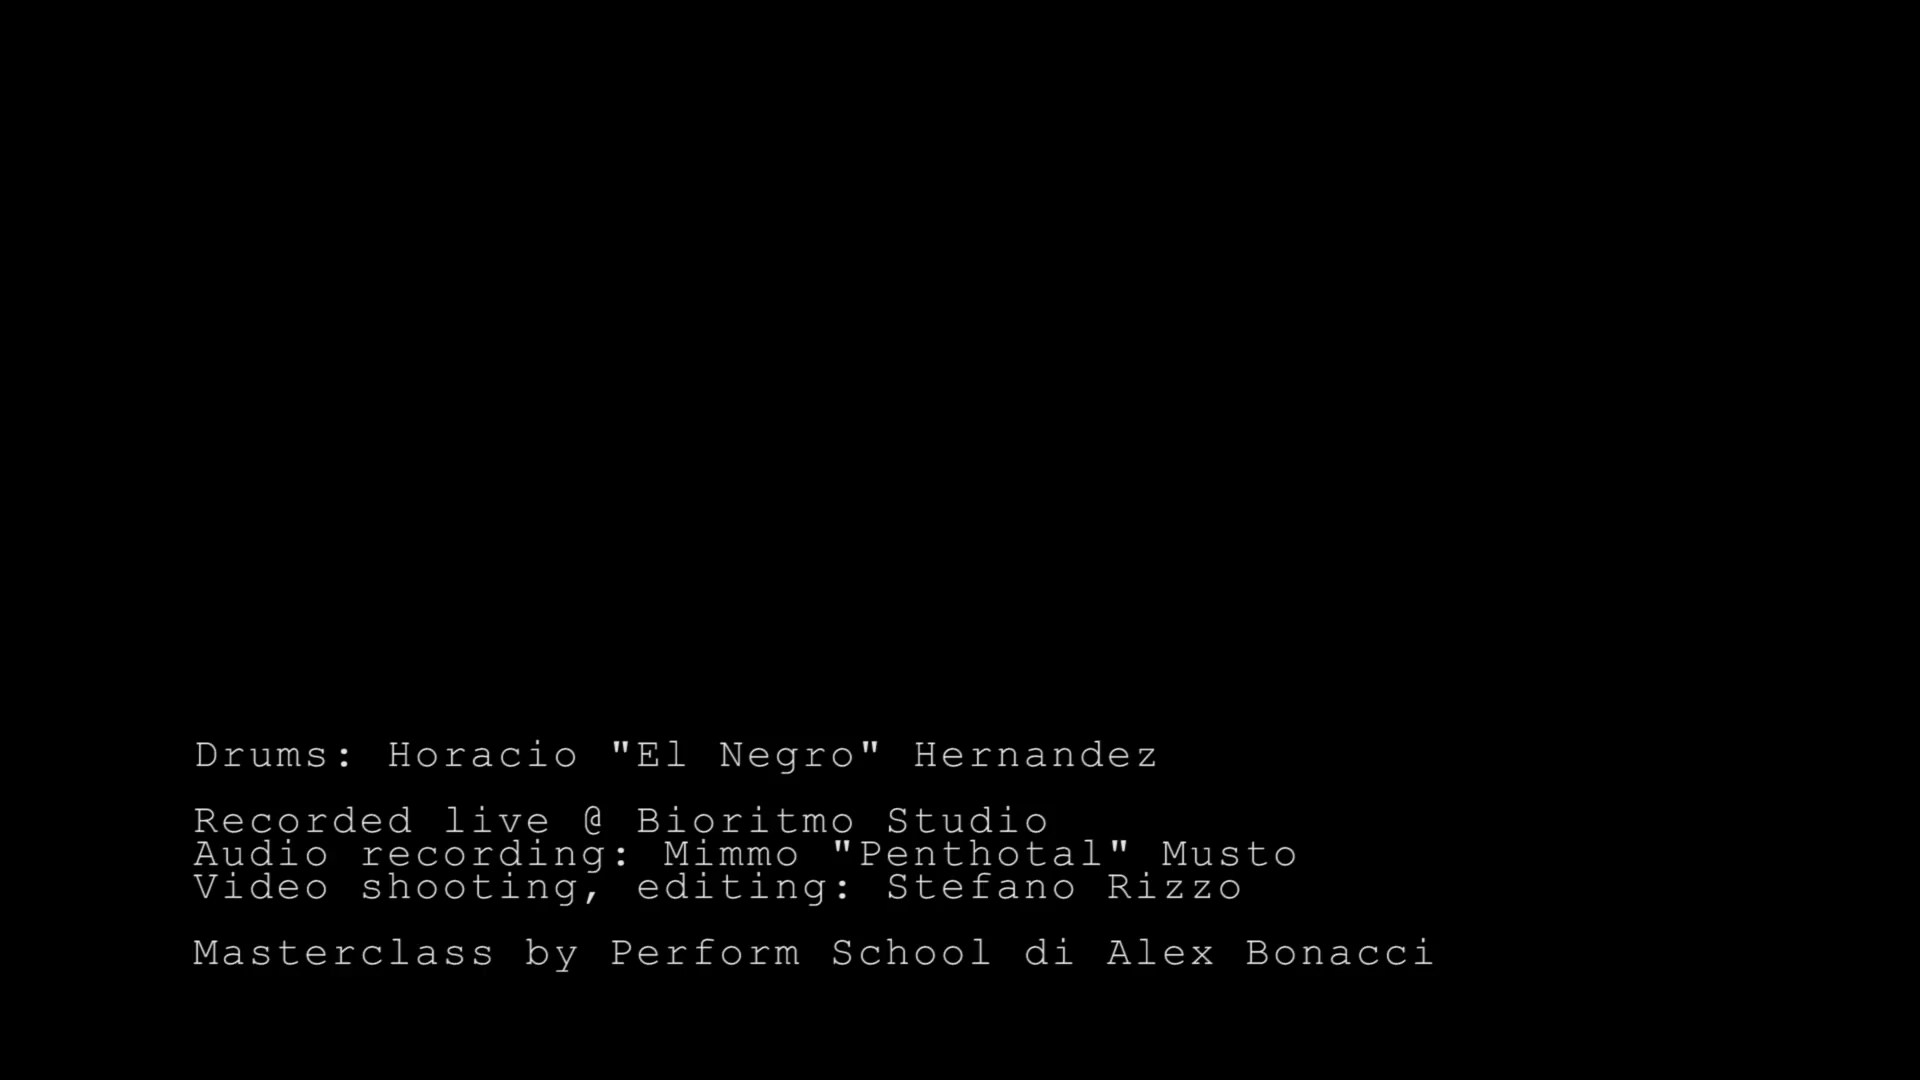 Drums: Horacio "El Negro" Hernandez
Recorded live @ Bioritmo Studio
Audio recording: Mimmo "Penthotal" Musto
Video shooting, editing: Stefano Rizzo
Masterclass by Perform School di Alex Bonacci